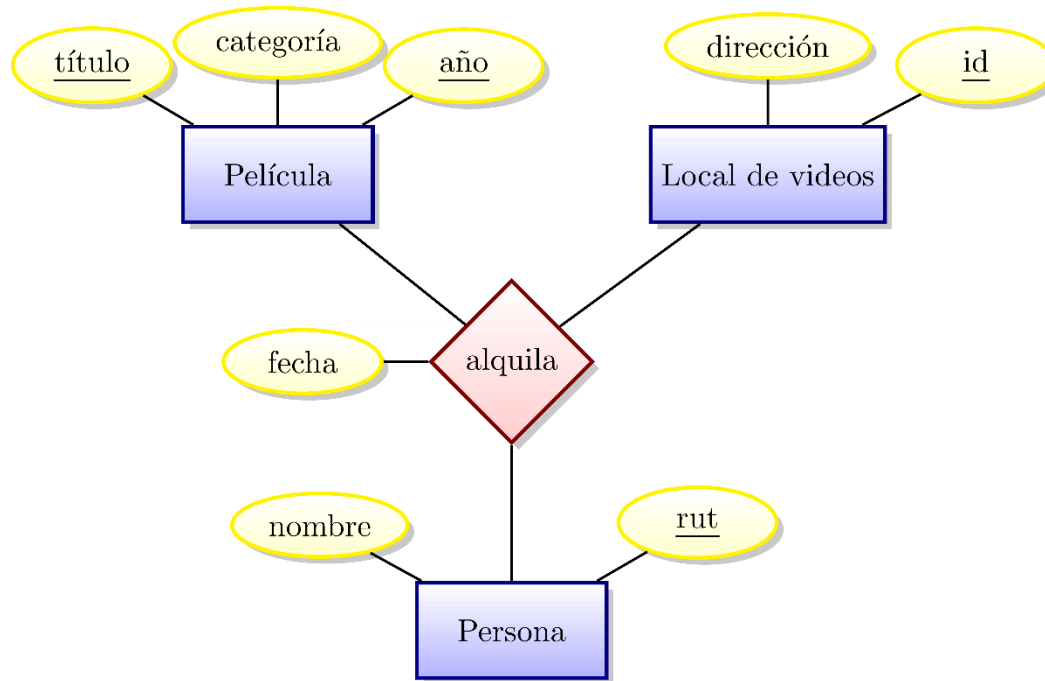 título
categoría
año
dirección
id
Película
Local de videos
fecha
alquila
nombre
rut
Persona